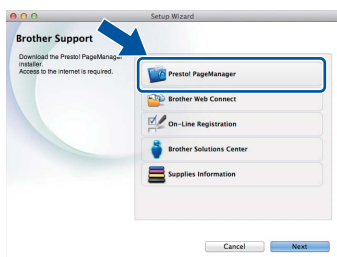 Setup Wizard
Brother Support
Download the Presto! PageManager
installer.
Access to the internet is required.
Presto! PageManager
Brother Web Connect
On-Line Registration
Brother Solutions Center
Supplies Information
Cancel
Next